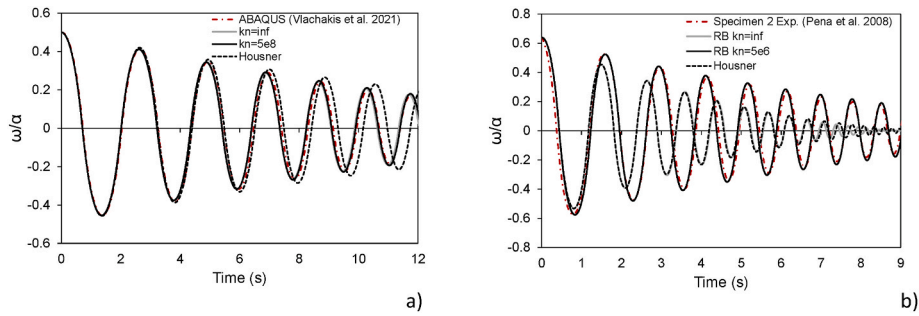 ABAQUS (Vlachakis et al. 2021)
kn=inf
kn=5e8
Housner
0.6
0.4
0.2
0
-0.2
-0.4
-0.6
ω/α
0 2 4 6 8 10 12
Time (s)
a)
Specimen 2 Exp. (Pena et al. 2008)
RB kn=inf
RB kn=5e6
Housner
0.8
0.6
0.4
0.2
0
-0.2
-0.4
-0.6
-0.8
ω/α
0 1 2 3 4 5 6 7 8 9
Time (s)
b)